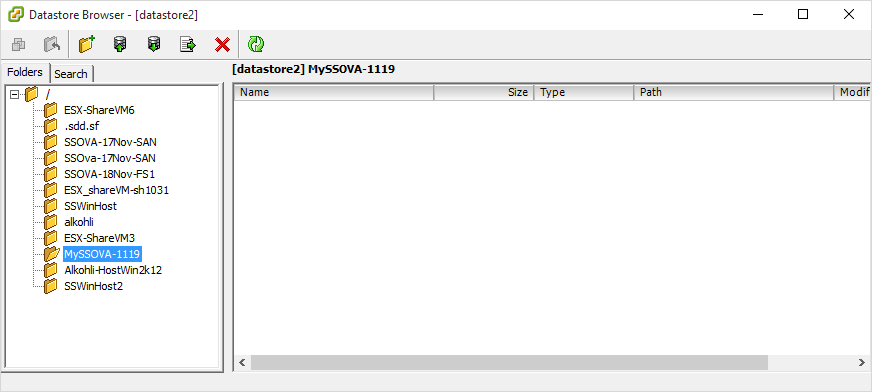 Datastore Browser - [datastore2]
Folders Search
[datastore2] MySSOVA-1119
Name Size Type Path Modif
/
ESX-ShareVM6
.sdd.sf
SSOVA-17Nov-SAN
SSOva-17Nov-SAN
SSOVA-18Nov-FS1
ESX_shareVM-sh1031
SSWinHost
alkohli
ESX-ShareVM3
MySSOVA-1119
Alkohli-HostWin2k12
SSWinHost2